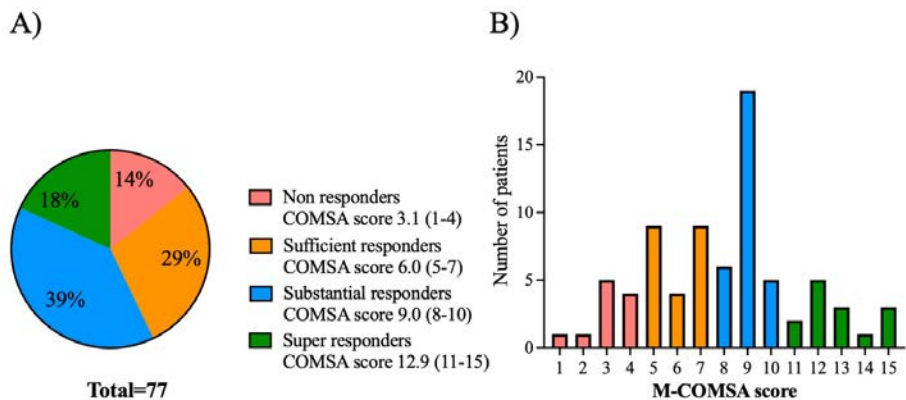 A)
14%
18%
29%
39%
Total=77
Non responders
COMSA score 3.1 (1-4)
Sufficient responders
COMSA score 6.0 (5-7)
Substantial responders
COMSA score 9.0 (8-10)
Super responders
COMSA score 12.9 (11-15)
B)
Number of patients
20
15
10
5
0
1 2 3 4 5 6 7 8 9 10 11 12 13 14 15
M-COMSA score